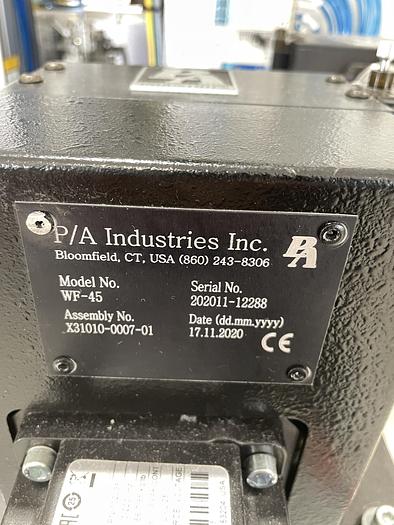 P/A Industries Inc.
PA
Bloomfield, CT, USA (860) 243-8306
Model No.
WF-45
Serial No.
202011-12288
Assembly No.
X31010-0007-01
Date (dd.mm.yyyy)
17.11.2020
CE